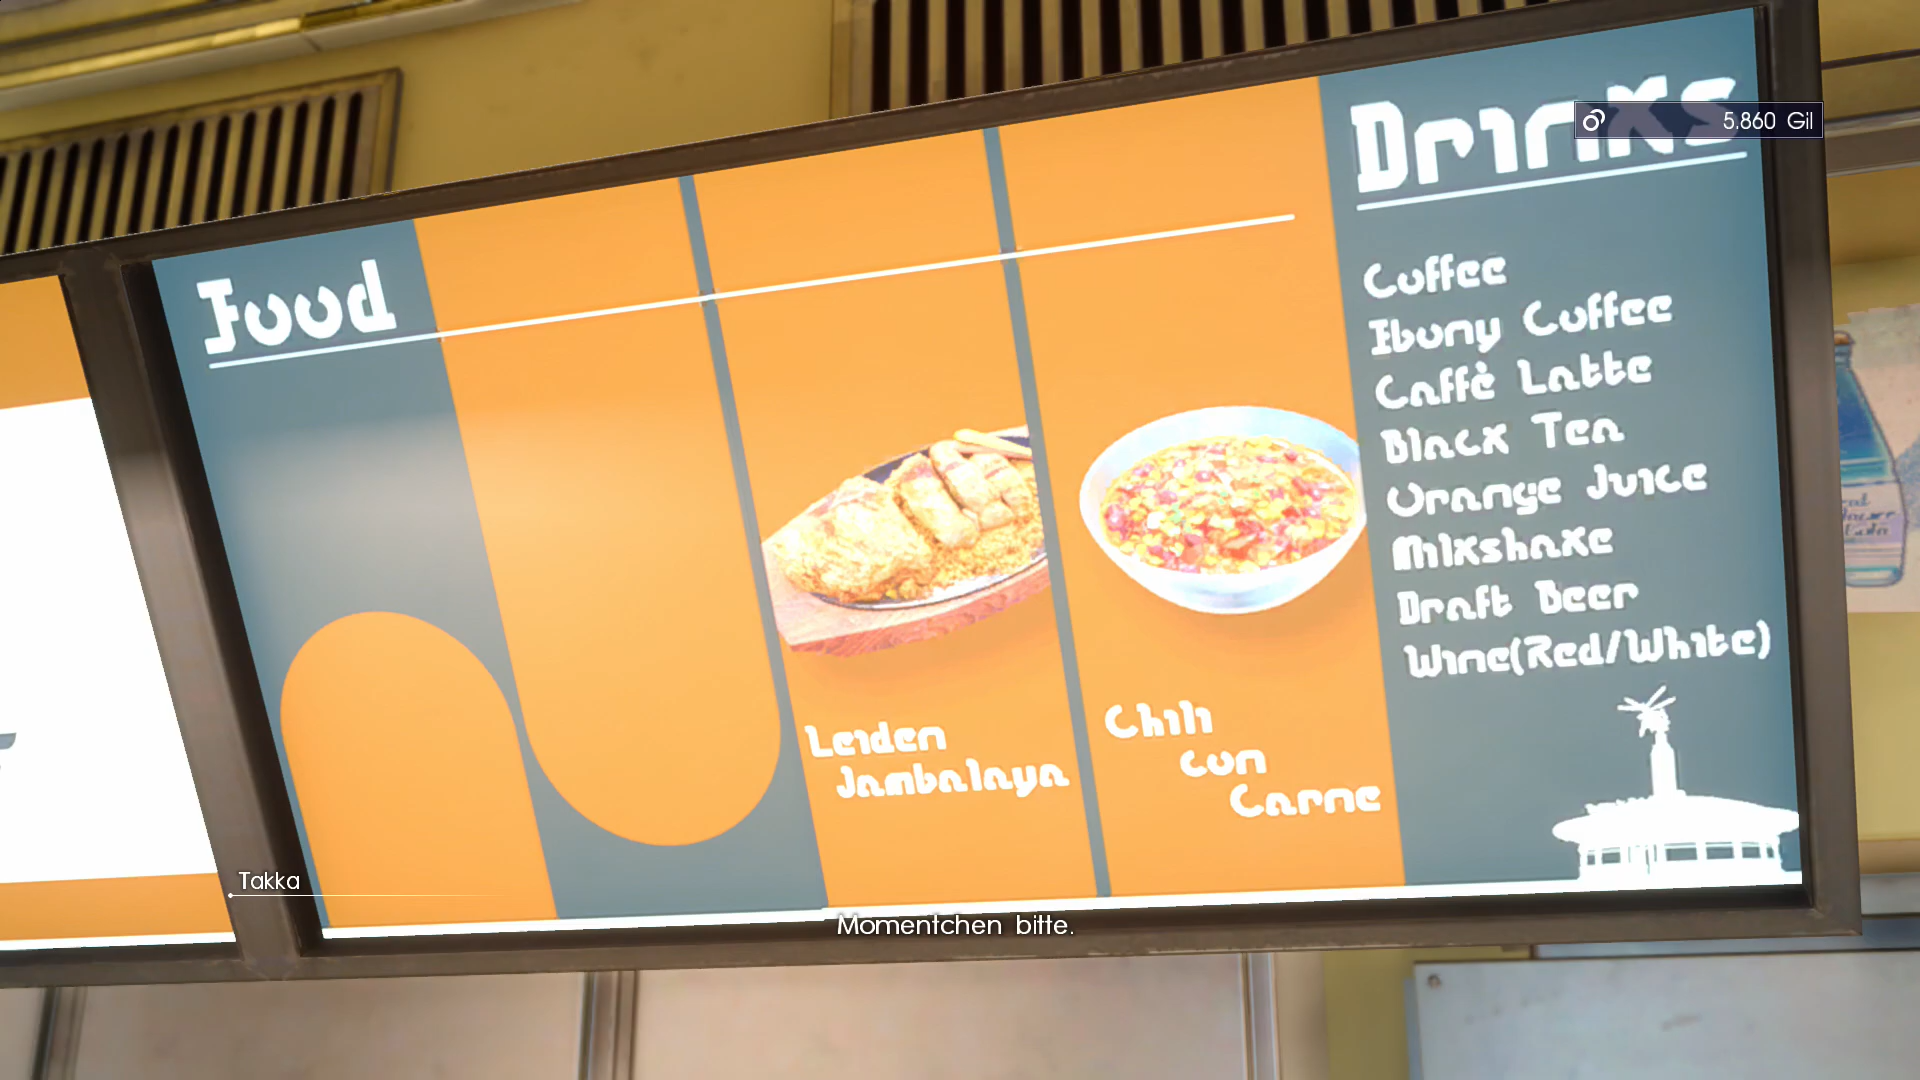 Food
Leiden
Jambalaya
Chili
con
Carne
Drinks
Coffee
Ebony Coffee
Caffè Latte
Black Tea
Orange Juice
Milkshake
Draft Beer
Wine(Red/White)
5.860 Gil
Takka
Momentchen bitte.